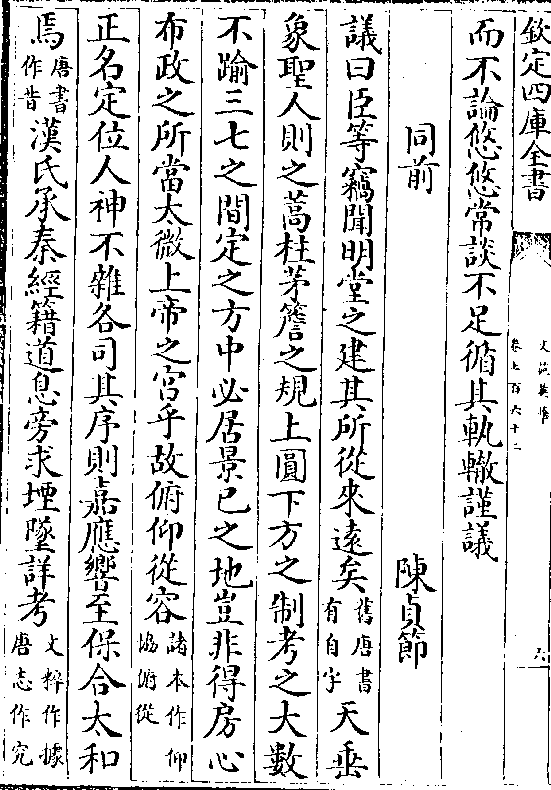 欽定四庫全書
文苑英華
卷七百六十二
六
而不論悠悠常談不足循其執轍謹議
同前 陳貞節
議曰臣等竊聞明堂之建其所從來遠矣舊唐書有自字天垂
象聖人則之蒿柱茅簷之規上圓下方之制考之大數
不踰三七之間定之方中必居景巳之地豈非得房心
布政之所當太微上帝之宫乎故俯仰從容諸本作仰協俯從
正名定位人神不雜各司其序則嘉應響至保合太和
焉唐書作昔漢氏承秦經籍道息旁求堙墜詳考文粹作據唐志作究